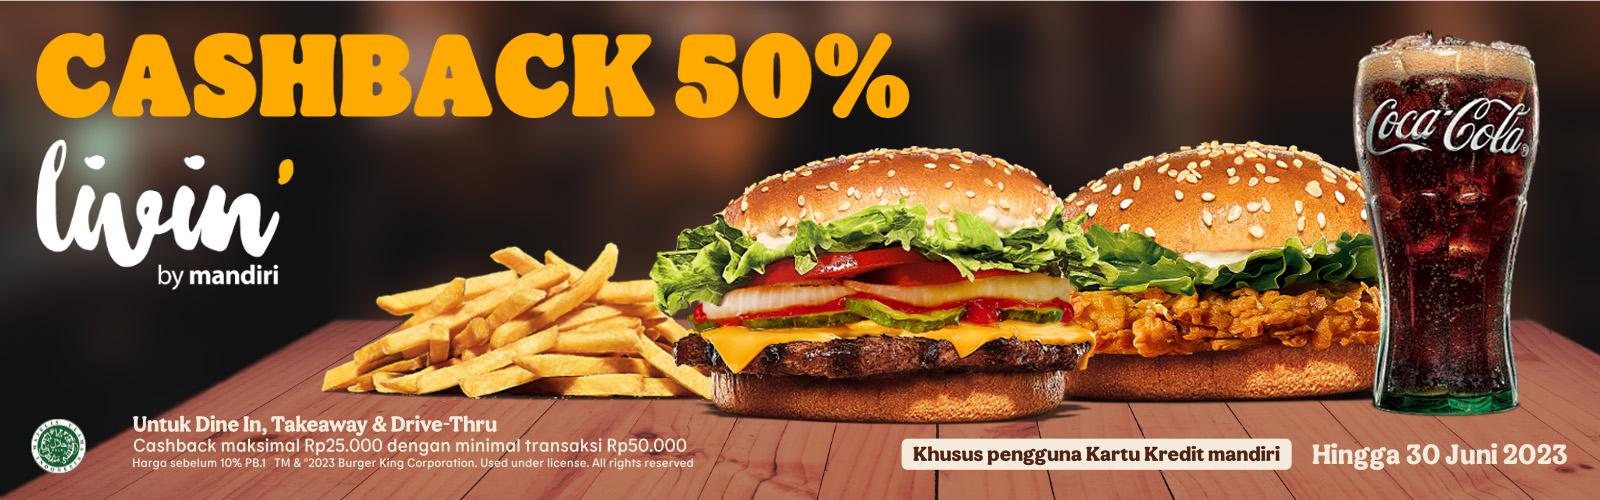 CASHBACK 50%
livin'
by mandiri
Coca-Cola
Untuk Dine In, Takeaway & Drive-Thru
Cashback maksimal Rp25.000 dengan minimal transaksi Rp50.000
Harga sebelum 10% PB.1 TM & ©2023 Burger King Corporation. Used under license. All rights reserved
Khusus pengguna Kartu Kredit mandiri
Hingga 30 Juni 2023